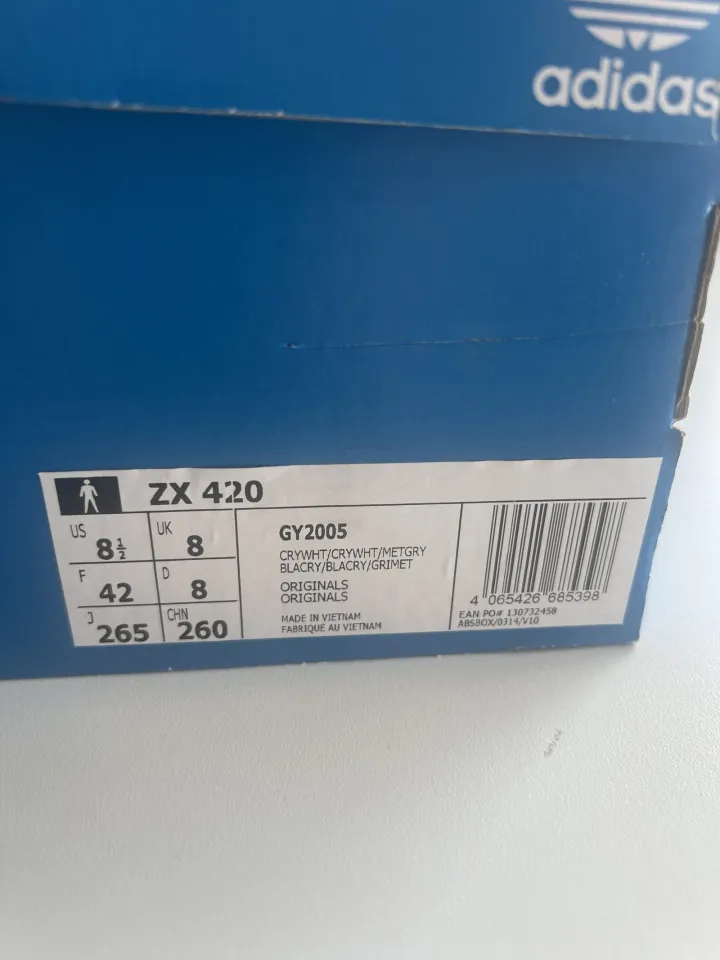 adidas
ZX 420
US 8½ UK 8
F 42 D 8
J 265 CHN 260
GY2005
CRYWHT/CRYWHT/METGRY
BLACRY/BLACRY/GRIMET
ORIGINALS
ORIGINALS
MADE IN VIETNAM
FABRIQUE AU VIETNAM
4 065426 685398
EAN PO# 130732458
ABSBOX/0314/V10